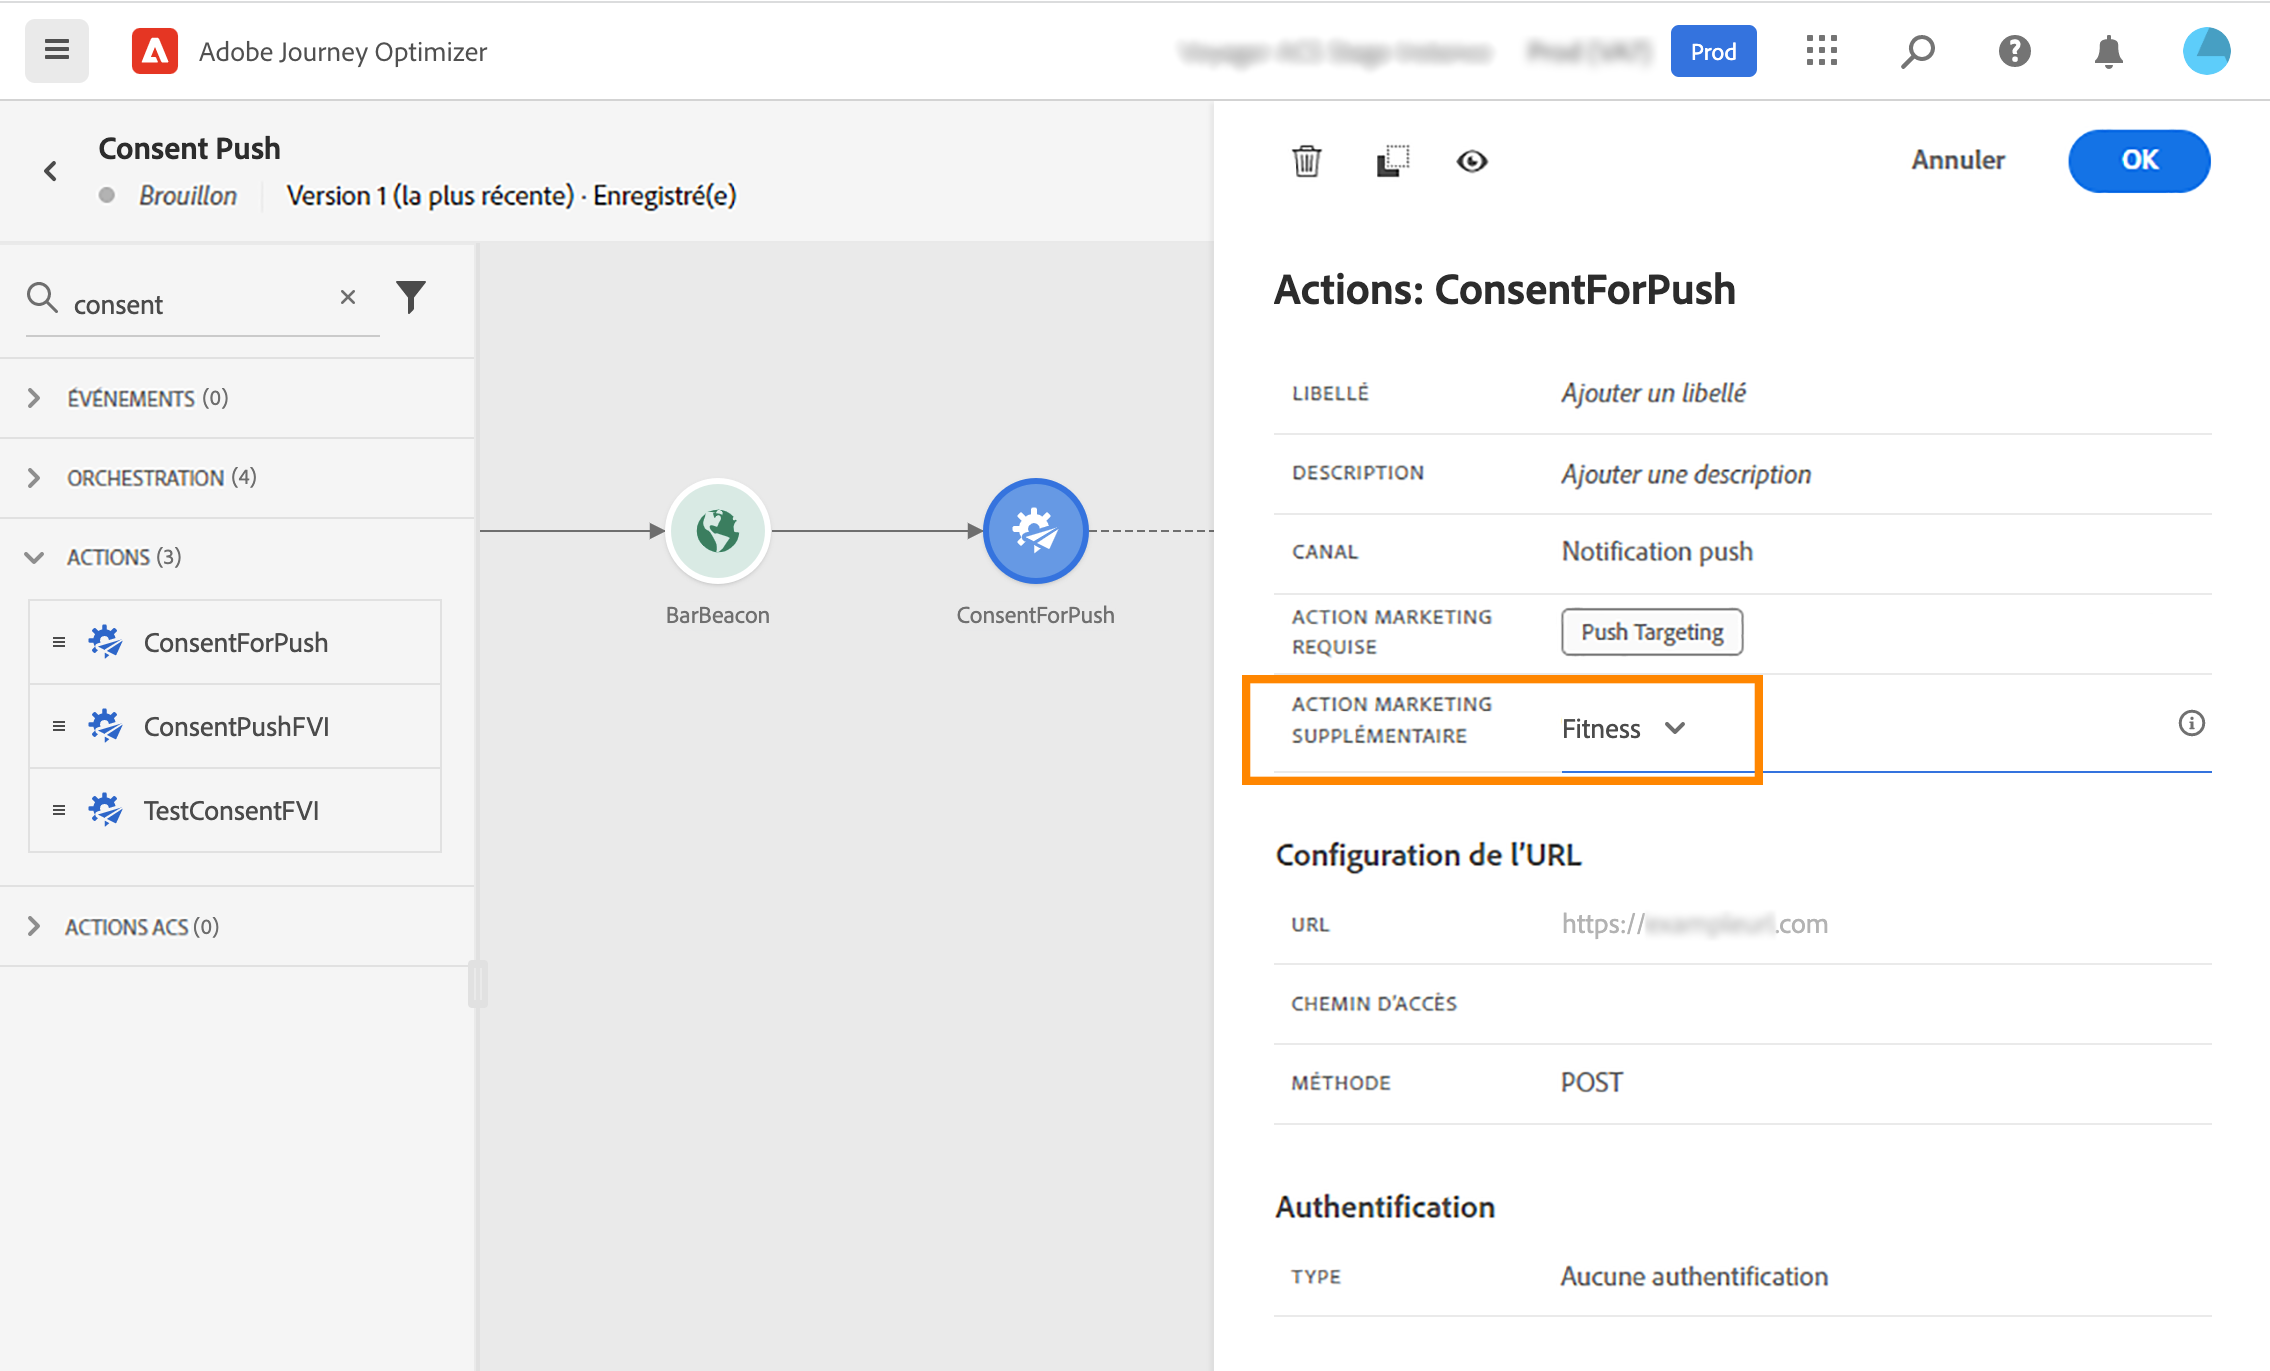 Adobe Journey Optimizer
Prod
Consent Push
Brouillon
Version 1 (la plus récente) · Enregistré(e)
consent
ÉVÉNEMENTS (0)
ORCHESTRATION (4)
ACTIONS (3)
ConsentForPush
ConsentPushFVI
TestConsentFVI
ACTIONS ACS (0)
BarBeacon
ConsentForPush
Annuler
OK
Actions: ConsentForPush
LIBELLÉ
Ajouter un libellé
DESCRIPTION
Ajouter une description
CANAL
Notification push
ACTION MARKETING
REQUISE
Push Targeting
ACTION MARKETING
SUPPLÉMENTAIRE
Fitness
Configuration de l’URL
URL
https:// .com
CHEMIN D’ACCÈS
MÉTHODE
POST
Authentification
TYPE
Aucune authentification